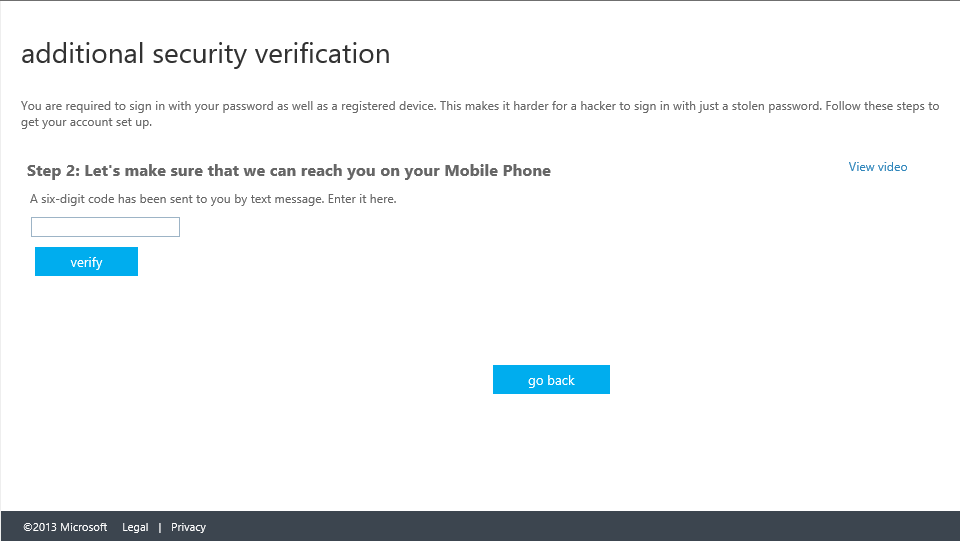 additional security verification
You are required to sign in with your password as well as a registered device. This makes it harder for a hacker to sign in with just a stolen password. Follow these steps to
get your account set up.
Step 2: Let's make sure that we can reach you on your Mobile Phone
View video
A six-digit code has been sent to you by text message. Enter it here.
verify
go back
©2013 Microsoft Legal | Privacy